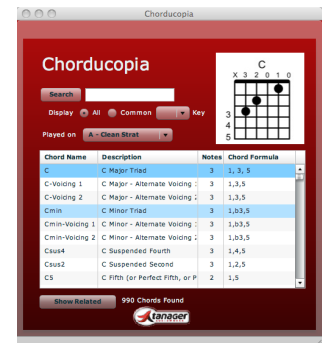 Chorducopia
Chorducopia
C
X 3 2 0 1 0
3
4
5
Search
Display All Common Key
Played on A - Clean Strat
Chord Name Description Notes Chord Formula
C C Major Triad 3 1, 3, 5
C-Voicing 1 C Major - Alternate Voicing 3 1,3,5
C-Voicing 2 C Major - Alternate Voicing 3 1,3,5
Cmin C Minor Triad 3 1,b3,5
Cmin-Voicing 1 C Minor - Alternate Voicing 3 1,b3,5
Cmin-Voicing 2 C Minor - Alternate Voicing 3 1,b3,5
Csus4 C Suspended Fourth 3 1,4,5
Csus2 C Suspended Second 3 1,2,5
C5 C Fifth (or Perfect Fifth, or P 2 1,5
Show Related 990 Chords Found
tanager